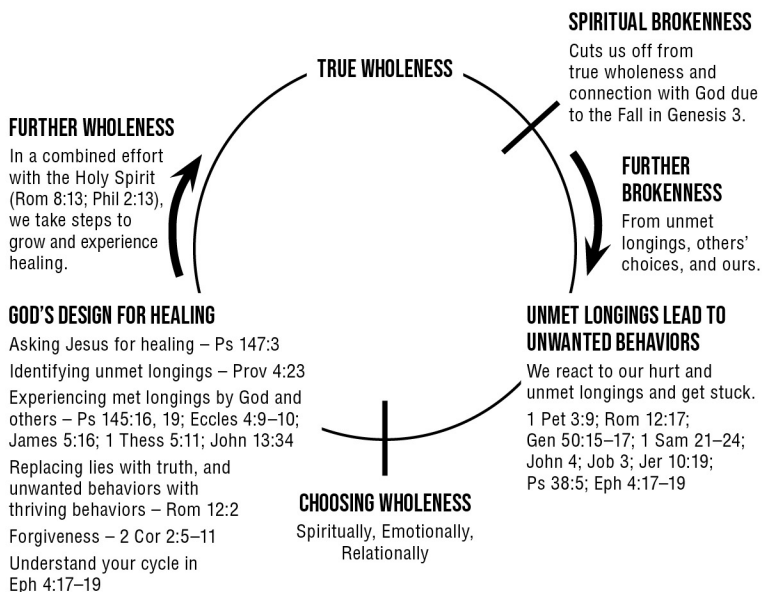 TRUE WHOLENESS
SPIRITUAL BROKENNESS
Cuts us off from
true wholeness and
connection with God due
to the Fall in Genesis 3.
FURTHER
BROKENNESS
From unmet
longings, others’
choices, and ours.
UNMET LONGINGS LEAD TO
UNWANTED BEHAVIORS
We react to our hurt and
unmet longings and get stuck.
1 Pet 3:9; Rom 12:17;
Gen 50:15–17; 1 Sam 21–24;
John 4; Job 3; Jer 10:19;
Ps 38:5; Eph 4:17–19
CHOOSING WHOLENESS
Spiritually, Emotionally,
Relationally
GOD’S DESIGN FOR HEALING
Asking Jesus for healing – Ps 147:3
Identifying unmet longings – Prov 4:23
Experiencing met longings by God and
others – Ps 145:16, 19; Eccles 4:9–10;
James 5:16; 1 Thess 5:11; John 13:34
Replacing lies with truth, and
unwanted behaviors with
thriving behaviors – Rom 12:2
Forgiveness – 2 Cor 2:5–11
Understand your cycle in
Eph 4:17–19
FURTHER WHOLENESS
In a combined effort
with the Holy Spirit
(Rom 8:13; Phil 2:13),
we take steps to
grow and experience
healing.